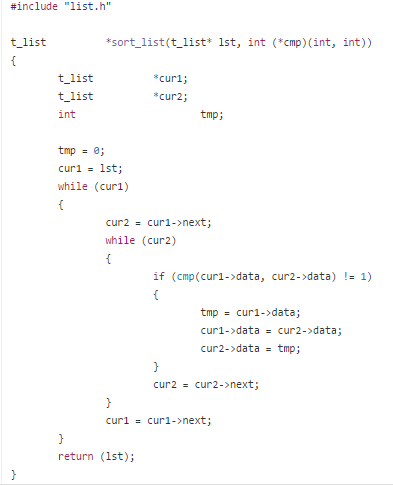 #include "list.h"
t_list *sort_list(t_list* lst, int (*cmp)(int, int))
{
t_list *cur1;
t_list *cur2;
int tmp;
tmp = 0;
cur1 = lst;
while (cur1)
{
cur2 = cur1->next;
while (cur2)
{
if (cmp(cur1->data, cur2->data) != 1)
{
tmp = cur1->data;
cur1->data = cur2->data;
cur2->data = tmp;
}
cur2 = cur2->next;
}
cur1 = cur1->next;
}
return (lst);
}